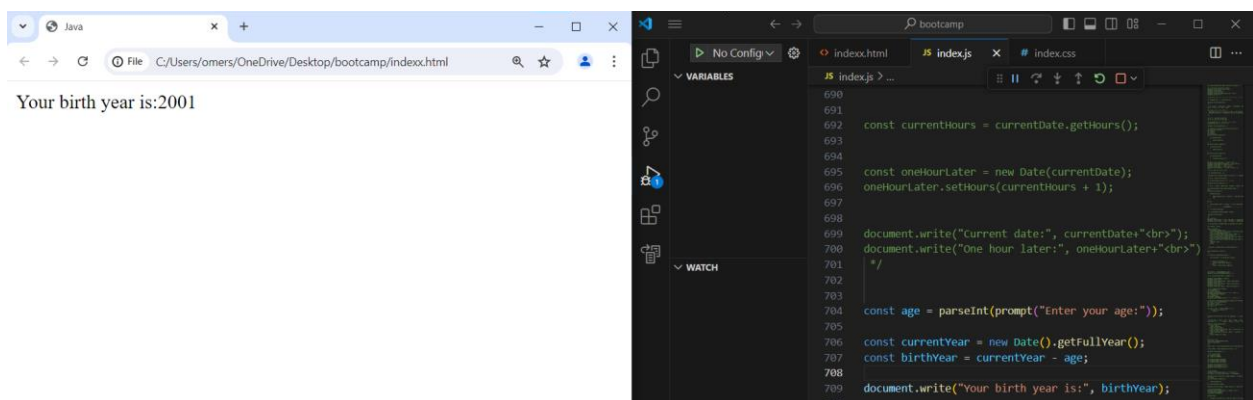 Java
File C:/Users/omers/OneDrive/Desktop/bootcamp/indexx.html
Your birth year is:2001
bootcamp
No Config
indexx.html
JS index.js
# index.css
VARIABLES
JS index.js > ...
690
691
692 const currentHours = currentDate.getHours();
693
694
695 const oneHourLater = new Date(currentDate);
696 oneHourLater.setHours(currentHours + 1);
697
698
699 document.write("Current date:", currentDate+"<br>");
700 document.write("One hour later:", oneHourLater+"<br>")
701 */
702
703
704 const age = parseInt(prompt("Enter your age:"));
705
706 const currentYear = new Date().getFullYear();
707 const birthYear = currentYear - age;
708
709 document.write("Your birth year is:", birthYear);
1
WATCH